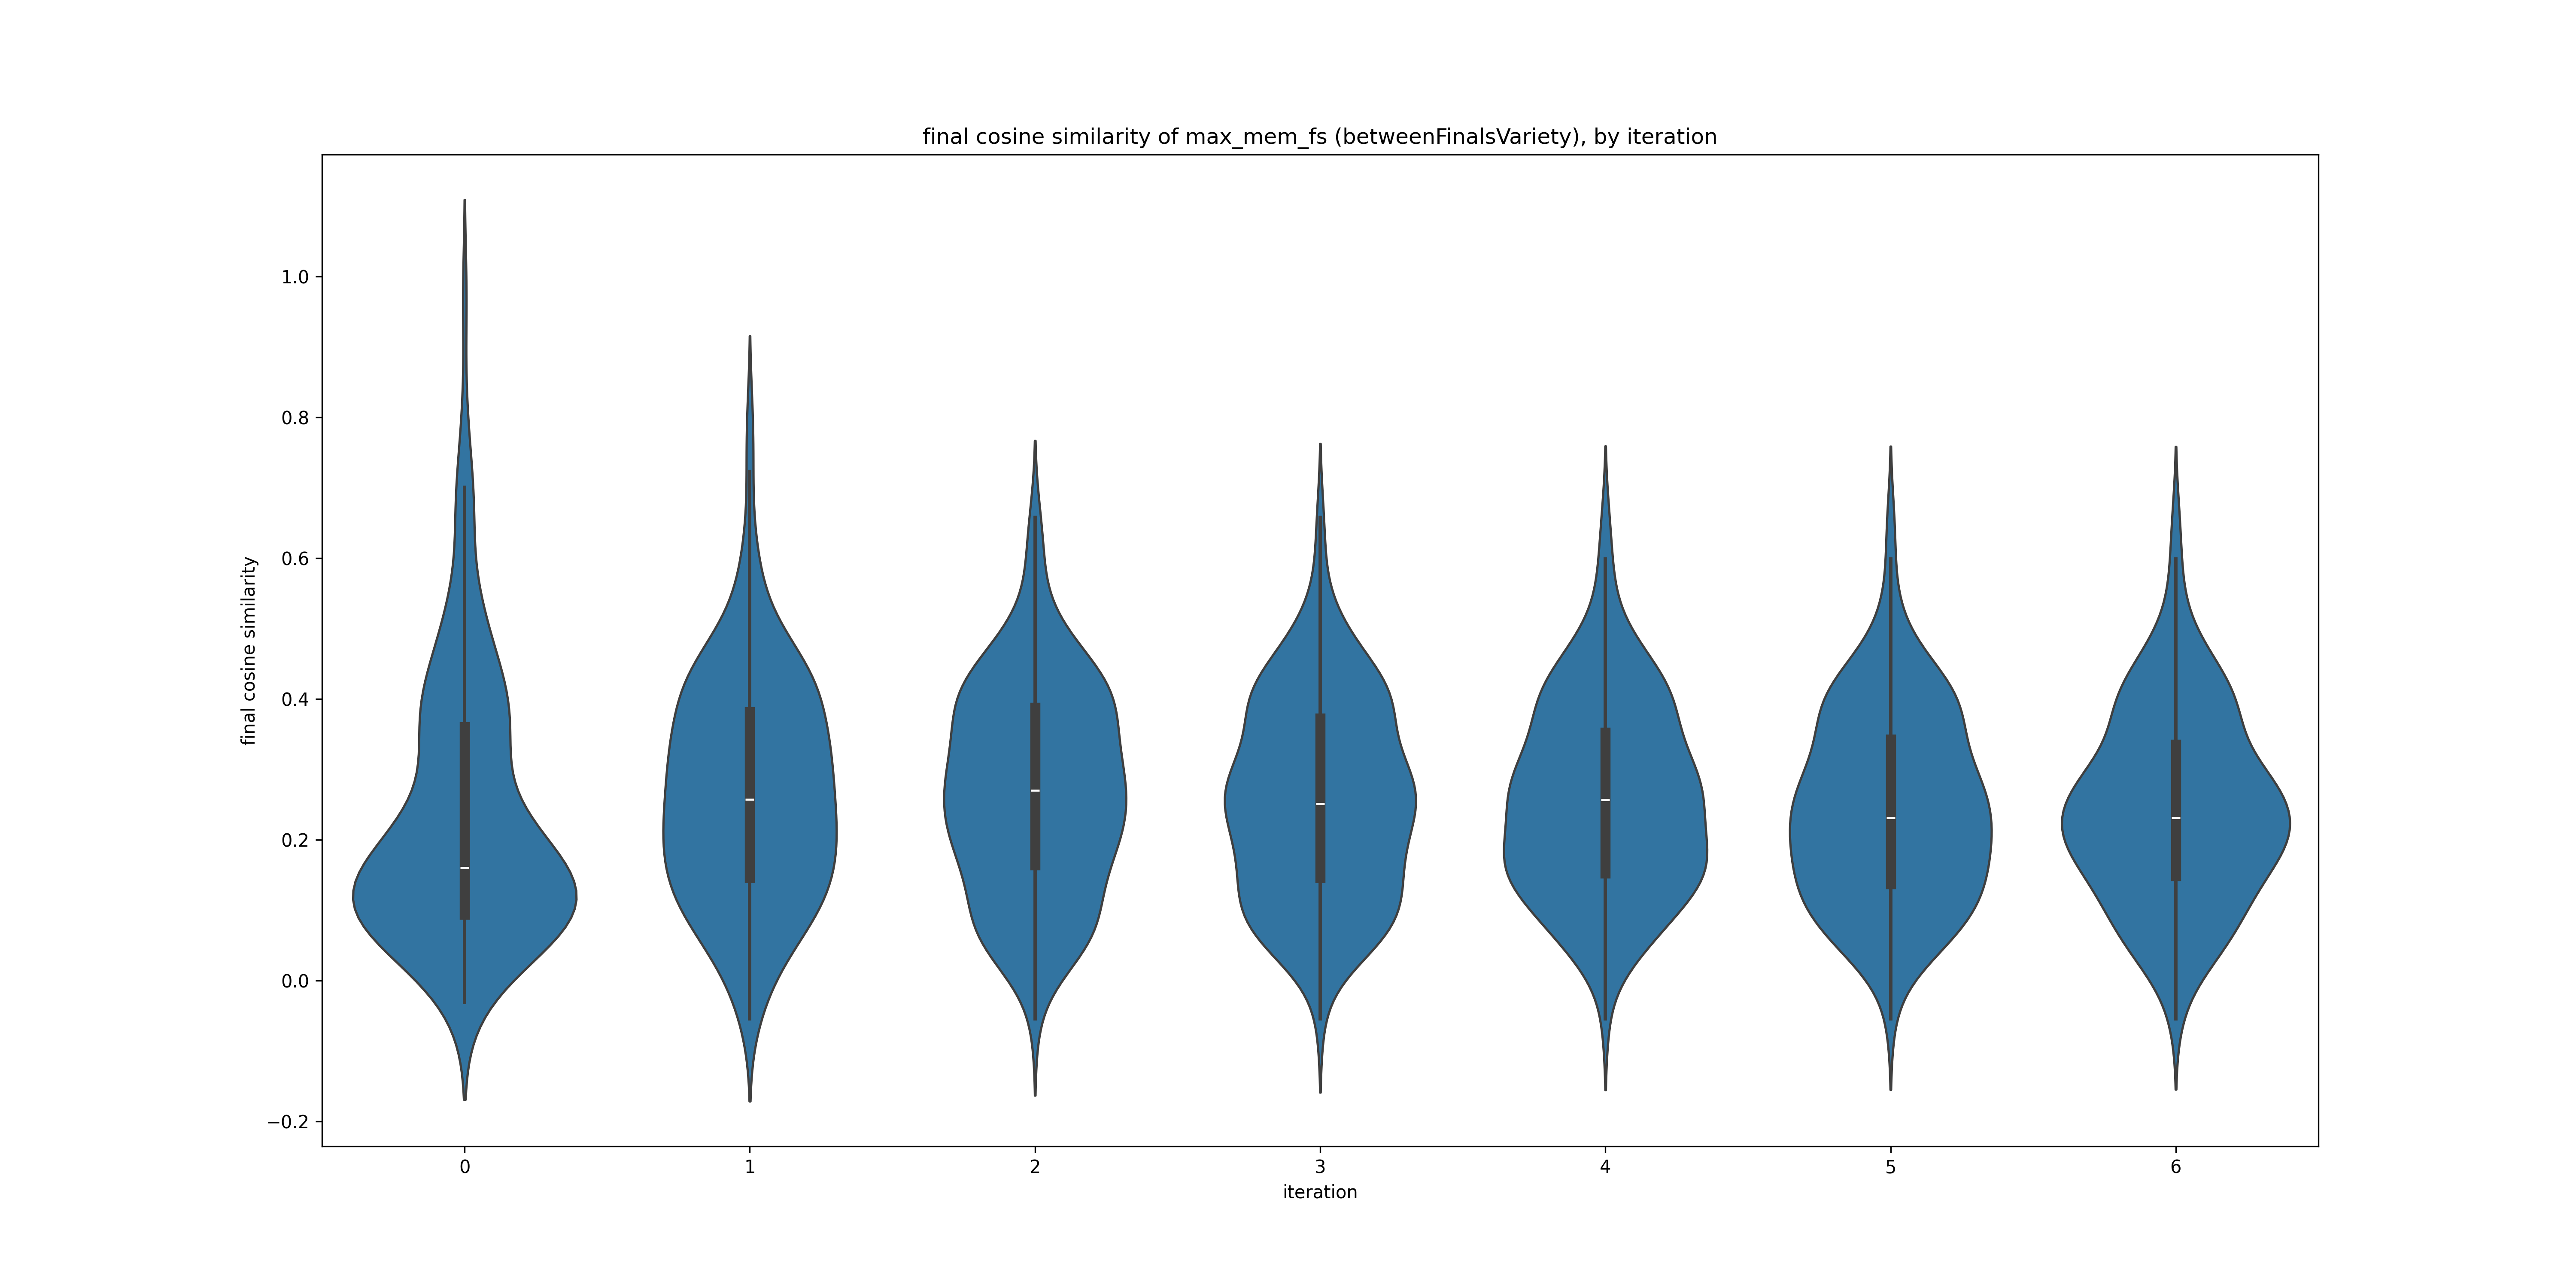 final cosine similarity of max_mem_fs (betweenFinalsVariety), by iteration
final cosine similarity
1.0
0.8
0.6
0.4
0.2
0.0
−0.2
0 1 2 3 4 5 6
iteration